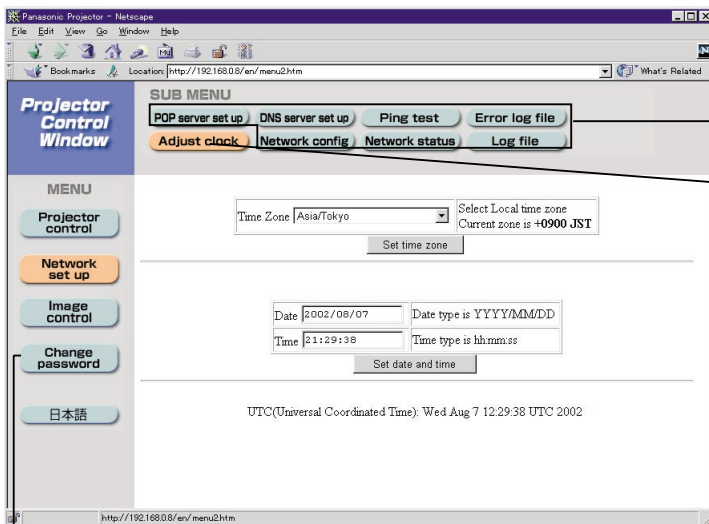 Panasonic Projector - Netscape
File Edit View Go Window Help
Bookmarks Location: http://192.168.0.8/en/menu2.htm What's Related
Projector
Control
Window
SUB MENU
POP server set up DNS server set up Ping test Error log file
Adjust clock Network config Network status Log file
MENU
Projector
control
Network
set up
Image
control
Change
password
日本語
Time Zone Asia/Tokyo Select Local time zone
Current zone is +0900 JST
Set time zone
Date 2002/08/07 Date type is YYYY/MM/DD
Time 21:29:38 Time type is hh:mm:ss
Set date and time
UTC(Universal Coordinated Time): Wed Aug 7 12:29:38 UTC 2002
http://192.168.0.8/en/menu2.htm